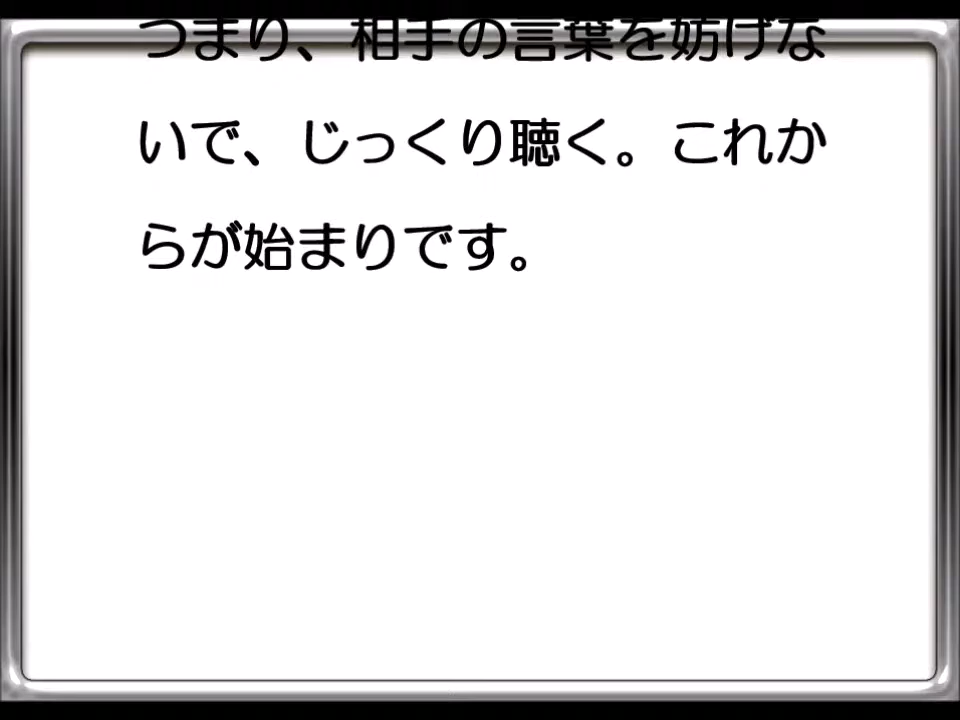 つまり、相手の言葉を妨げな
いで、じっくり聴く。これか
らが始まりです。